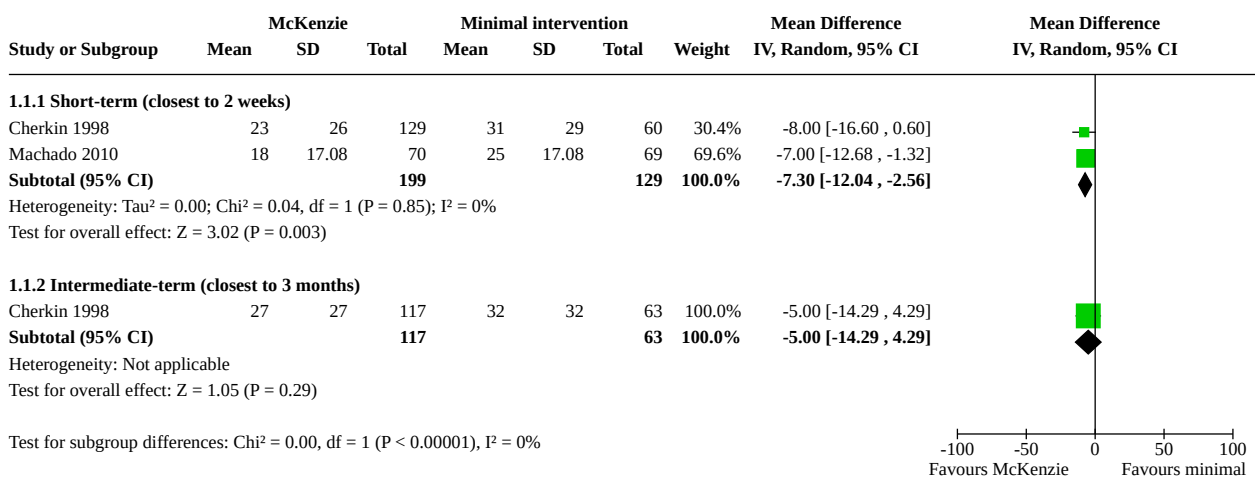 McKenzie Minimal intervention Mean Difference Mean Difference
Study or Subgroup Mean SD Total Mean SD Total Weight IV, Random, 95% CI IV, Random, 95% CI
1.1.1 Short-term (closest to 2 weeks)
Cherkin 1998 23 26 129 31 29 60 30.4% -8.00 [-16.60 , 0.60]
Machado 2010 18 17.08 70 25 17.08 69 69.6% -7.00 [-12.68 , -1.32]
Subtotal (95% CI) 199 129 100.0% -7.30 [-12.04 , -2.56]
Heterogeneity: Tau² = 0.00; Chi² = 0.04, df = 1 (P = 0.85); I² = 0%
Test for overall effect: Z = 3.02 (P = 0.003)
1.1.2 Intermediate-term (closest to 3 months)
Cherkin 1998 27 27 117 32 32 63 100.0% -5.00 [-14.29 , 4.29]
Subtotal (95% CI) 117 63 100.0% -5.00 [-14.29 , 4.29]
Heterogeneity: Not applicable
Test for overall effect: Z = 1.05 (P = 0.29)
Test for subgroup differences: Chi² = 0.00, df = 1 (P < 0.00001), I² = 0%
-100 -50 0 50 100
Favours McKenzie Favours minimal